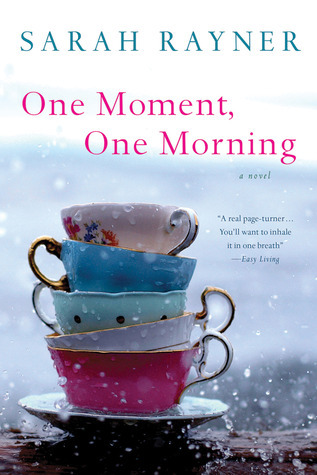 SARAH RAYNER
One Moment,
One Morning
a novel
“A real page-turner…
You’ll want to inhale
it in one breath”
—Easy Living